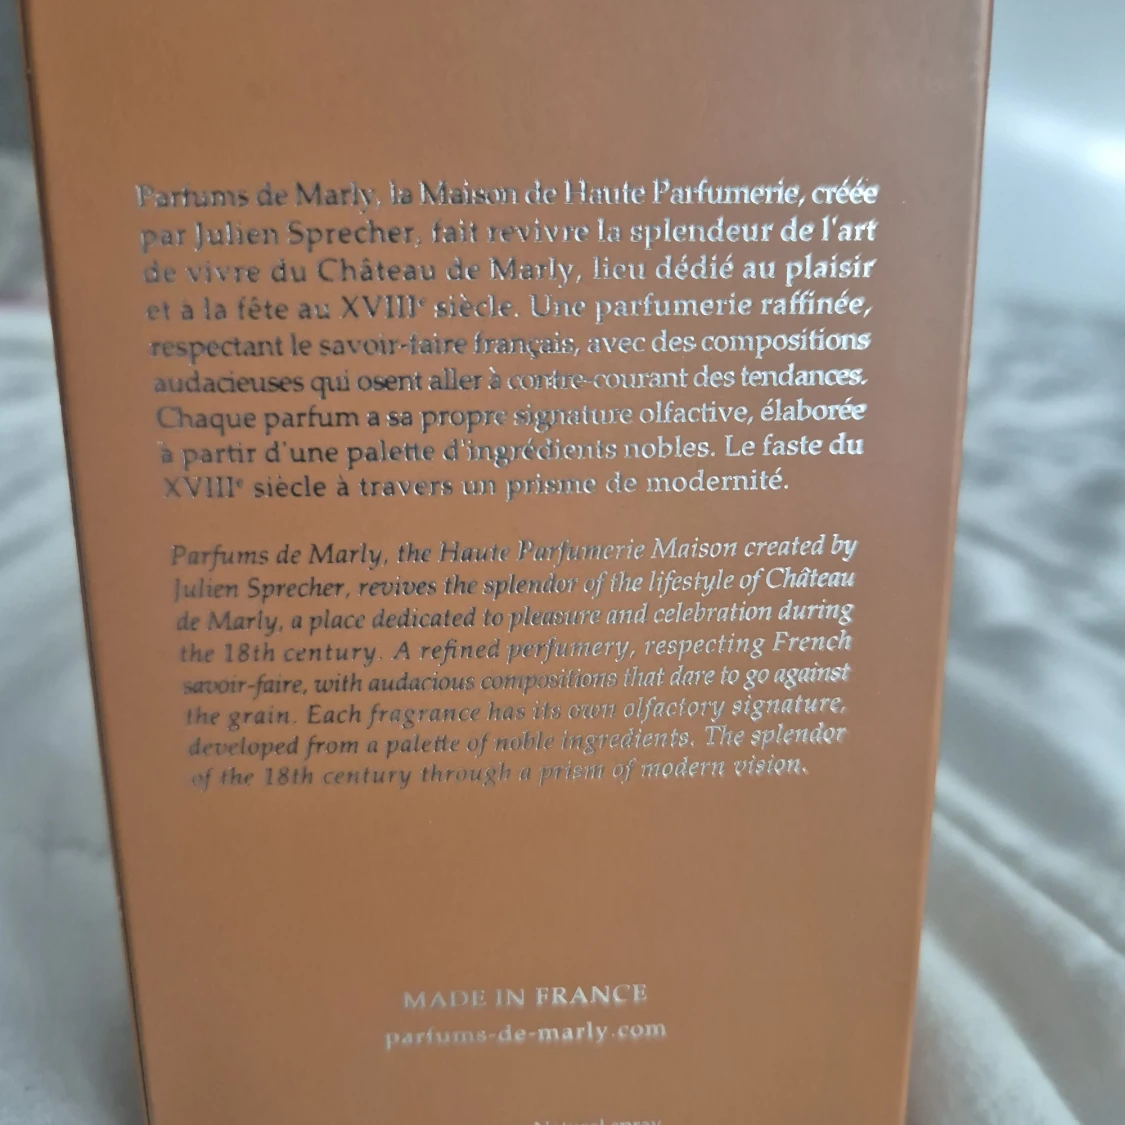 Parfums de Marly, la Maison de Haute Parfumerie, créée
par Julien Sprecher, fait revivre la splendeur de l'art
de vivre du Château de Marly, lieu dédié au plaisir
et à la fête au XVIIIe siècle. Une parfumerie raffinée,
respectant le savoir-faire français, avec des compositions
audacieuses qui osent aller à contre-courant des tendances.
Chaque parfum a sa propre signature olfactive, élaborée
à partir d'une palette d'ingrédients nobles. Le faste du
XVIIIe siècle à travers un prisme de modernité.
Parfums de Marly, the Haute Parfumerie Maison created by
Julien Sprecher, revives the splendor of the lifestyle of Château
de Marly, a place dedicated to pleasure and celebration during
the 18th century. A refined perfumery, respecting French
savoir-faire, with audacious compositions that dare to go against
the grain. Each fragrance has its own olfactory signature,
developed from a palette of noble ingredients. The splendor
of the 18th century through a prism of modern vision.
MADE IN FRANCE
parfums-de-marly.com
Natural spray